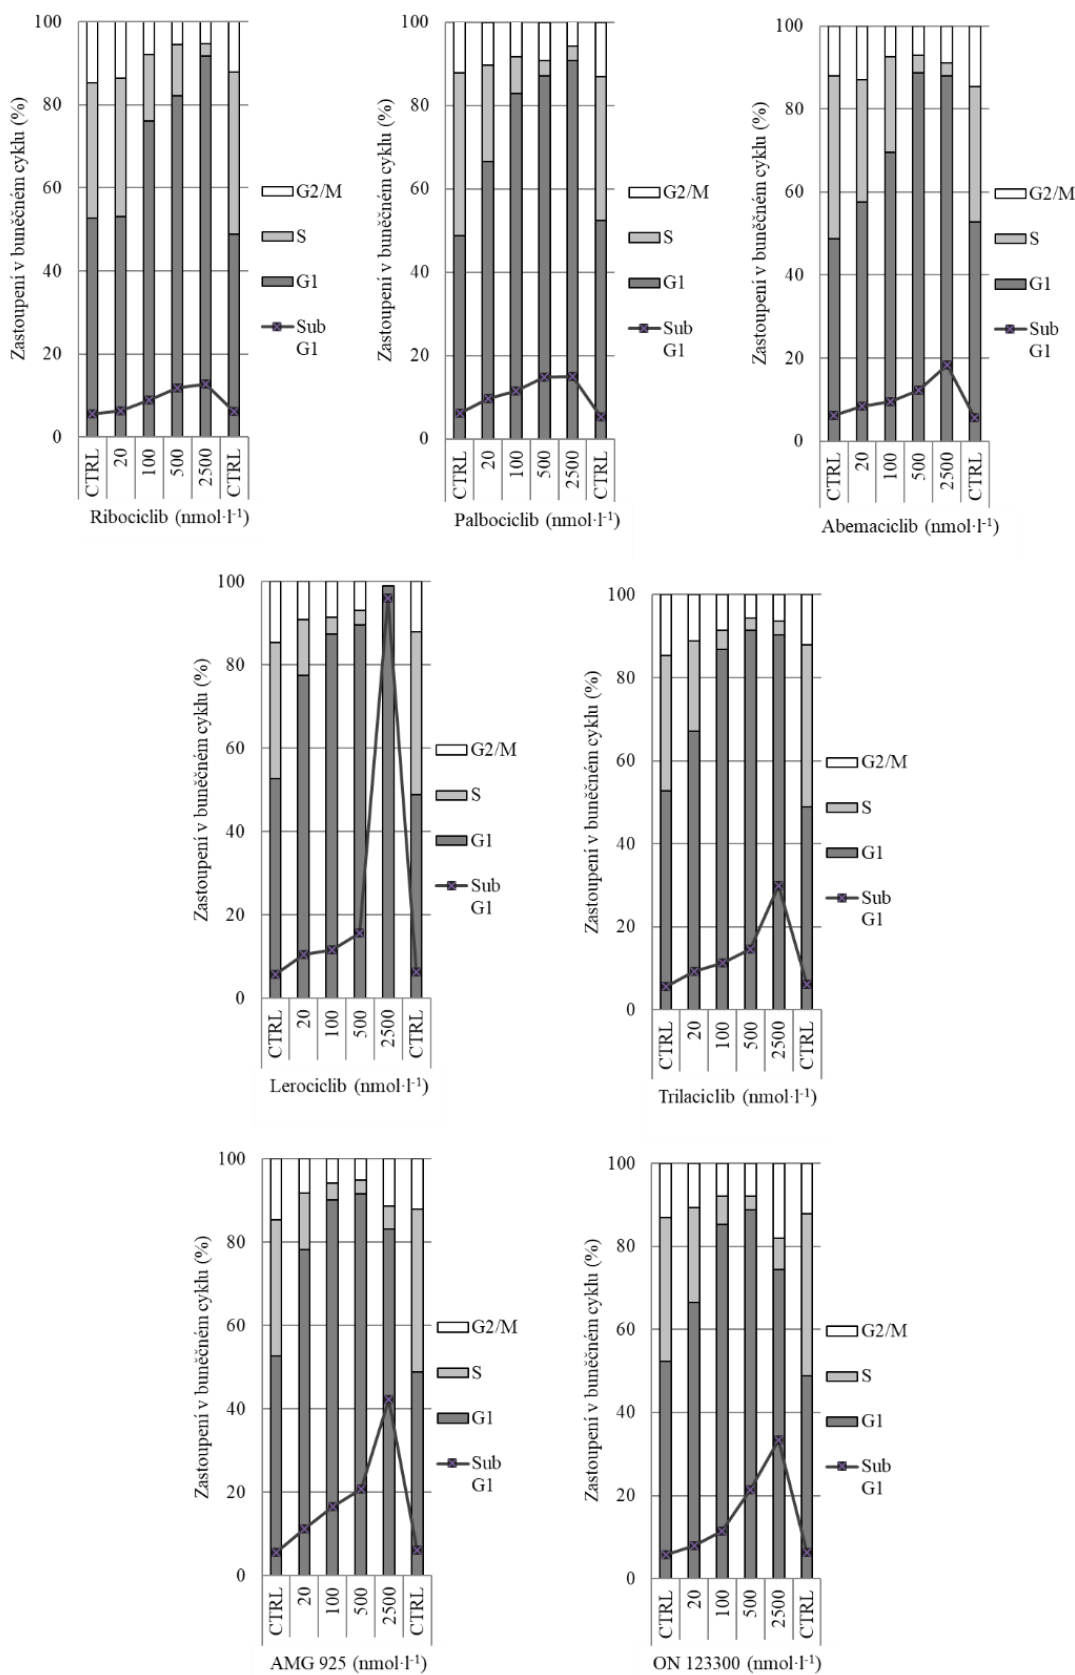 Zastoupení v buněčném cyklu (%)
100
80
60
40
20
0
CTRL
20
100
500
2500
CTRL
Ribociclib (nmol·l⁻¹)
G2/M
S
G1
Sub
G1
Zastoupení v buněčném cyklu (%)
100
80
60
40
20
0
CTRL
20
100
500
2500
CTRL
Palbociclib (nmol·l⁻¹)
G2/M
S
G1
Sub
G1
Zastoupení v buněčném cyklu (%)
100
80
60
40
20
0
CTRL
20
100
500
2500
CTRL
Abemaciclib (nmol·l⁻¹)
G2/M
S
G1
Sub
G1
Zastoupení v buněčném cyklu (%)
100
80
60
40
20
0
CTRL
20
100
500
2500
CTRL
Lerociclib (nmol·l⁻¹)
G2/M
S
G1
Sub
G1
Zastoupení v buněčném cyklu (%)
100
80
60
40
20
0
CTRL
20
100
500
2500
CTRL
Trilaciclib (nmol·l⁻¹)
G2/M
S
G1
Sub
G1
Zastoupení v buněčném cyklu (%)
100
80
60
40
20
0
CTRL
20
100
500
2500
CTRL
AMG 925 (nmol·l⁻¹)
G2/M
S
G1
Sub
G1
Zastoupení v buněčném cyklu (%)
100
80
60
40
20
0
CTRL
20
100
500
2500
CTRL
ON 123300 (nmol·l⁻¹)
G2/M
S
G1
Sub
G1